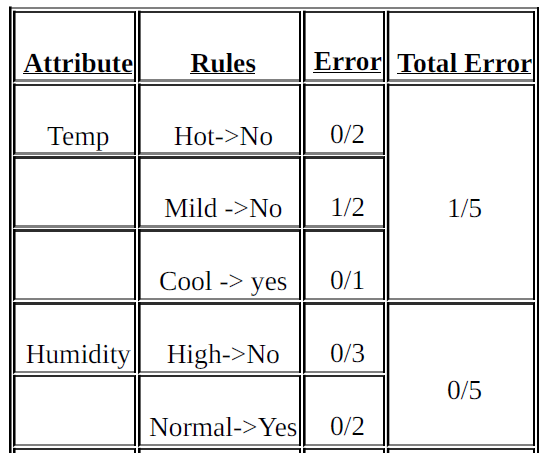 Attribute Rules Error Total Error
Temp Hot->No 0/2
Mild ->No 1/2 1/5
Cool -> yes 0/1
Humidity High->No 0/3
0/5
Normal->Yes 0/2